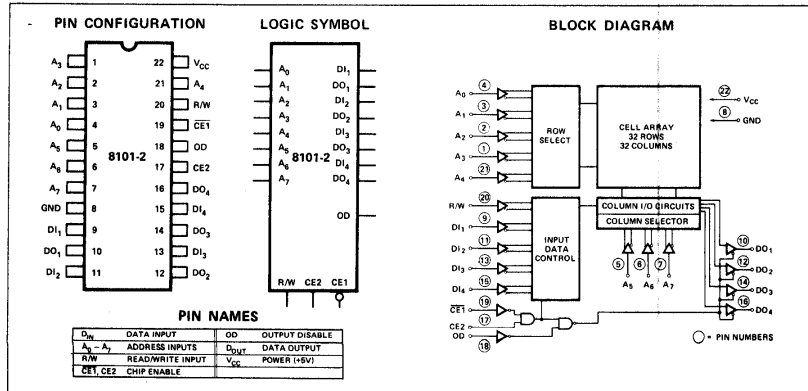 PIN CONFIGURATION
A3 1 22 VCC
A2 2 21 A4
A1 3 20 R/W
A0 4 19 CE1
A5 5 18 OD
A6 6 17 CE2
A7 7 16 DO4
GND 8 15 DI4
DI1 9 14 DO3
DO1 10 13 DI3
DI2 11 12 DO2
8101-2
LOGIC SYMBOL
A0 DI1
A1 DO1
A2 DI2
A3 DO2
A4 DI3
A5 DO3
A6 DI4
A7 DO4
8101-2
OD
R/W CE2 CE1
BLOCK DIAGRAM
A0 4
A1 3
A2 2
A3 1
A4 21
ROW SELECT
CELL ARRAY
32 ROWS
32 COLUMNS
22 VCC
8 GND
R/W 20
DI1 9
DI2 11
DI3 13
DI4 15
INPUT
DATA
CONTROL
COLUMN I/O CIRCUITS
COLUMN SELECTOR
5 6 7
A5 A6 A7
10 DO1
12 DO2
14 DO3
16 DO4
CE1 19
CE2 17
OD 18
= PIN NUMBERS
PIN NAMES
DIN DATA INPUT OD OUTPUT DISABLE
A0 – A7 ADDRESS INPUTS DOUT DATA OUTPUT
R/W READ/WRITE INPUT VCC POWER (+5V)
CE1, CE2 CHIP ENABLE